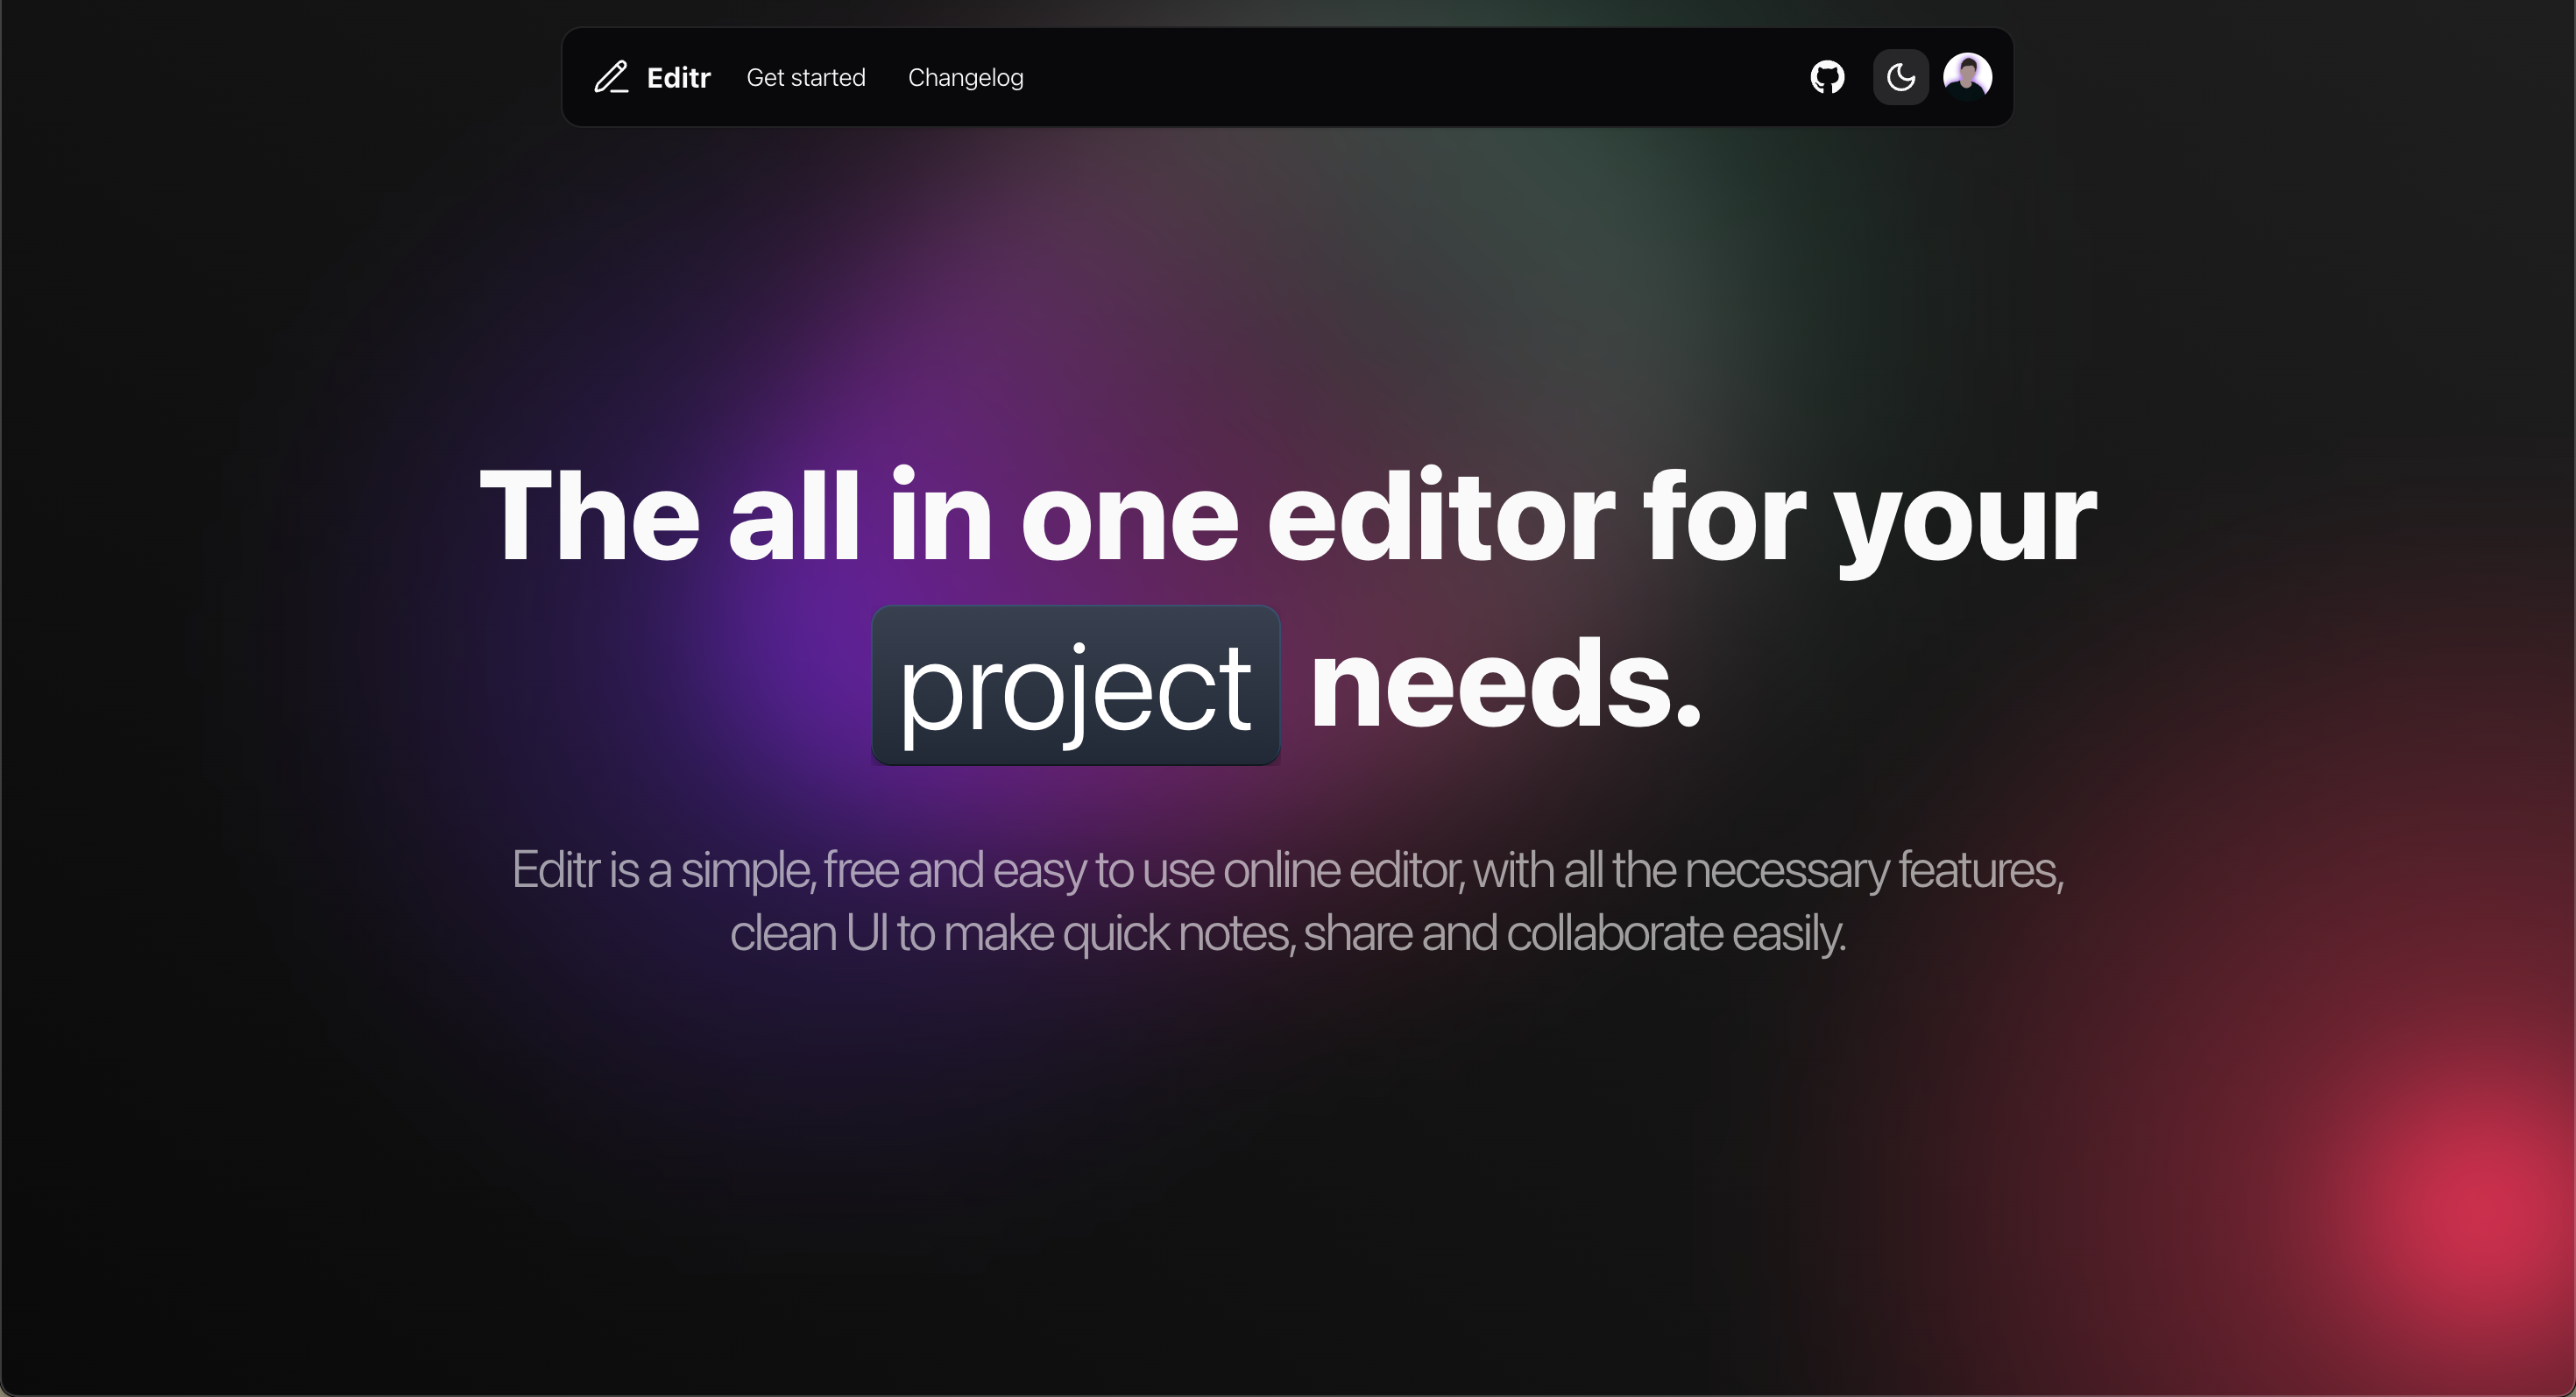 Editr Get started Changelog
The all in one editor for your
project needs.
Editr is a simple, free and easy to use online editor, with all the necessary features,
clean UI to make quick notes, share and collaborate easily.